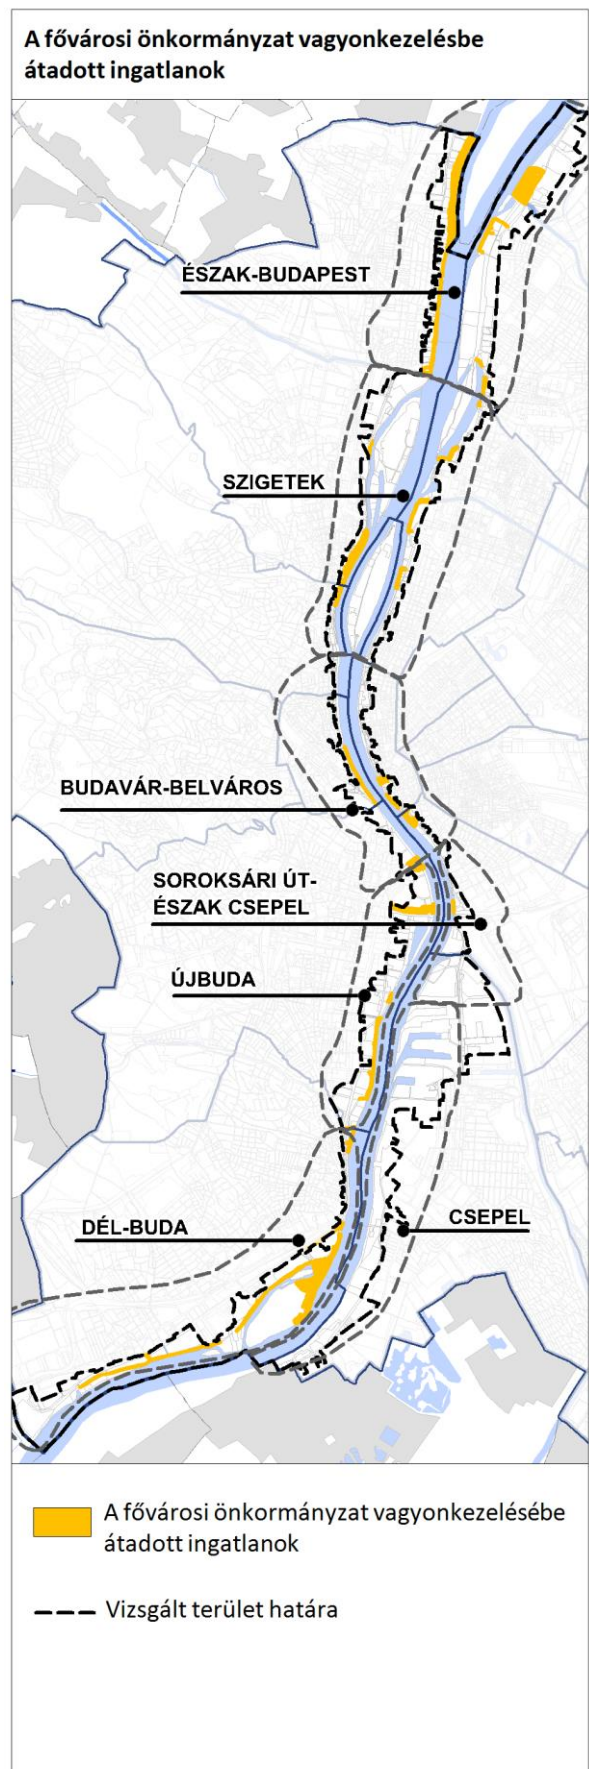 A fővárosi önkormányzat vagyonkezelésbe
átadott ingatlanok
ÉSZAK-BUDAPEST
SZIGETEK
BUDAVÁR-BELVÁROS
SOROKSÁRI ÚT-
ÉSZAK CSEPEL
ÚJBUDA
CSEPEL
DÉL-BUDA
A fővárosi önkormányzat vagyonkezelésébe
átadott ingatlanok
Vizsgált terület határa